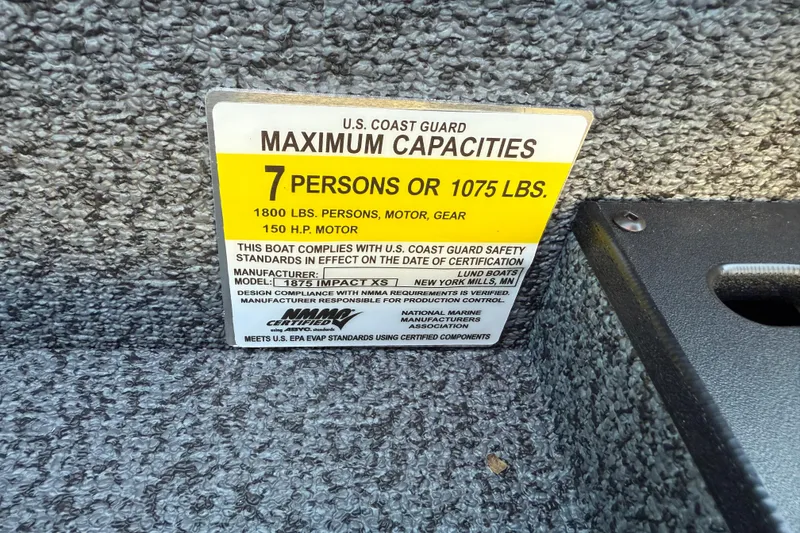 U.S. COAST GUARD
MAXIMUM CAPACITIES
7 PERSONS OR 1075 LBS.
1800 LBS. PERSONS, MOTOR, GEAR
150 H.P. MOTOR
THIS BOAT COMPLIES WITH U.S. COAST GUARD SAFETY
STANDARDS IN EFFECT ON THE DATE OF CERTIFICATION
MANUFACTURER: LUND BOATS
MODEL: 1875 IMPACT XS NEW YORK MILLS, MN
DESIGN COMPLIANCE WITH NMMA REQUIREMENTS IS VERIFIED.
MANUFACTURER RESPONSIBLE FOR PRODUCTION CONTROL.
NMMA
CERTIFIED
using ABYC. standards
NATIONAL MARINE
MANUFACTURERS
ASSOCIATION
MEETS U.S. EPA EVAP STANDARDS USING CERTIFIED COMPONENTS